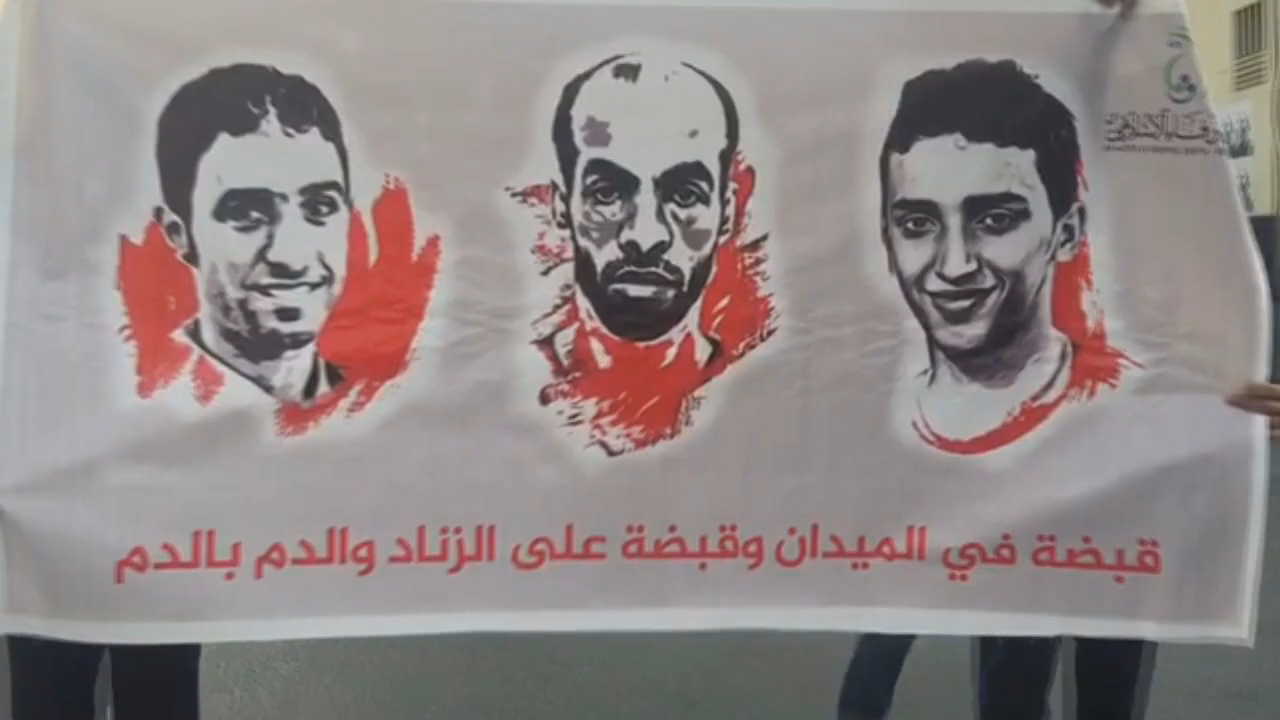 قبضة في الميدان وقبضة على الزناد والدم بالدم